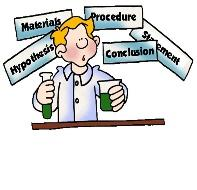 Materials
Procedure
Hypothesis
Conclusion
Statement